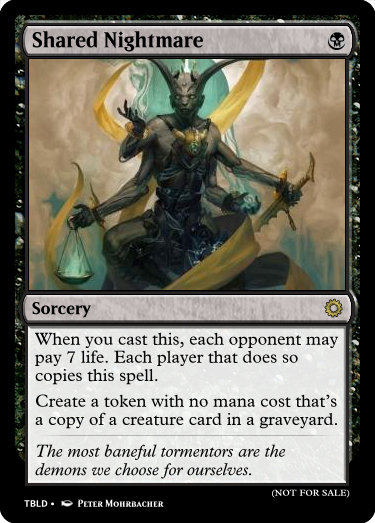 Shared Nightmare
Sorcery
When you cast this, each opponent may
pay 7 life. Each player that does so
copies this spell.
Create a token with no mana cost that's
a copy of a creature card in a graveyard.
The most baneful tormentors are the
demons we choose for ourselves.
(NOT FOR SALE)
TBLD • Peter Mohrbacher